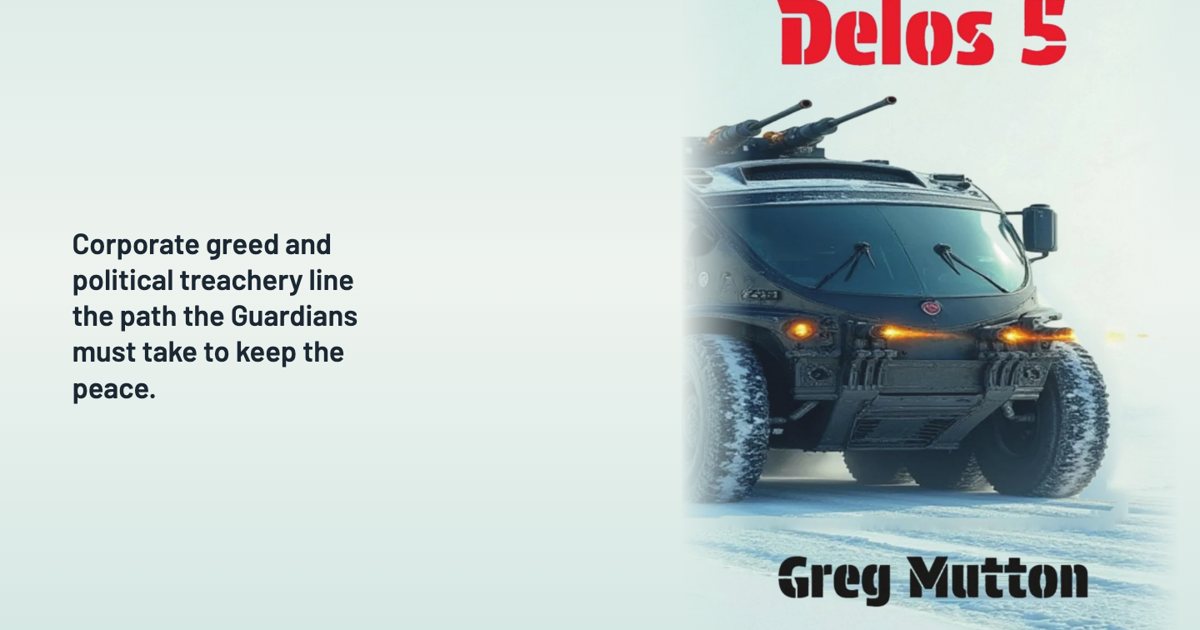 Corporate greed and
political treachery line
the path the Guardians
must take to keep the
peace.
Delos 5
Greg Mutton